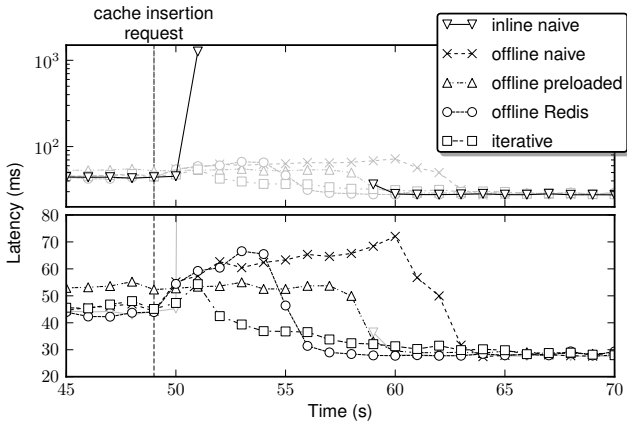 cache insertion
request
inline naive
offline naive
offline preloaded
offline Redis
iterative
10³
10²
Latency (ms)
80
70
60
50
40
30
20
45 50 55 60 65 70
Time (s)